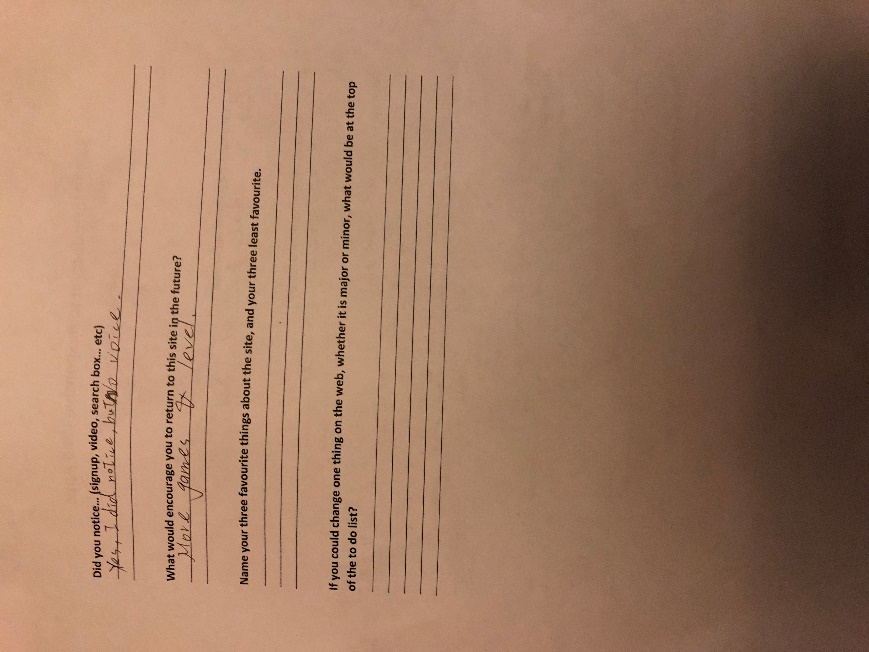 Did you notice... (signup, video, search box... etc)
Yes, I did notice, but no voice.
What would encourage you to return to this site in the future?
More games & level.
Name your three favourite things about the site, and your three least favourite.
If you could change one thing on the web, whether it is major or minor, what would be at the top
of the to do list?